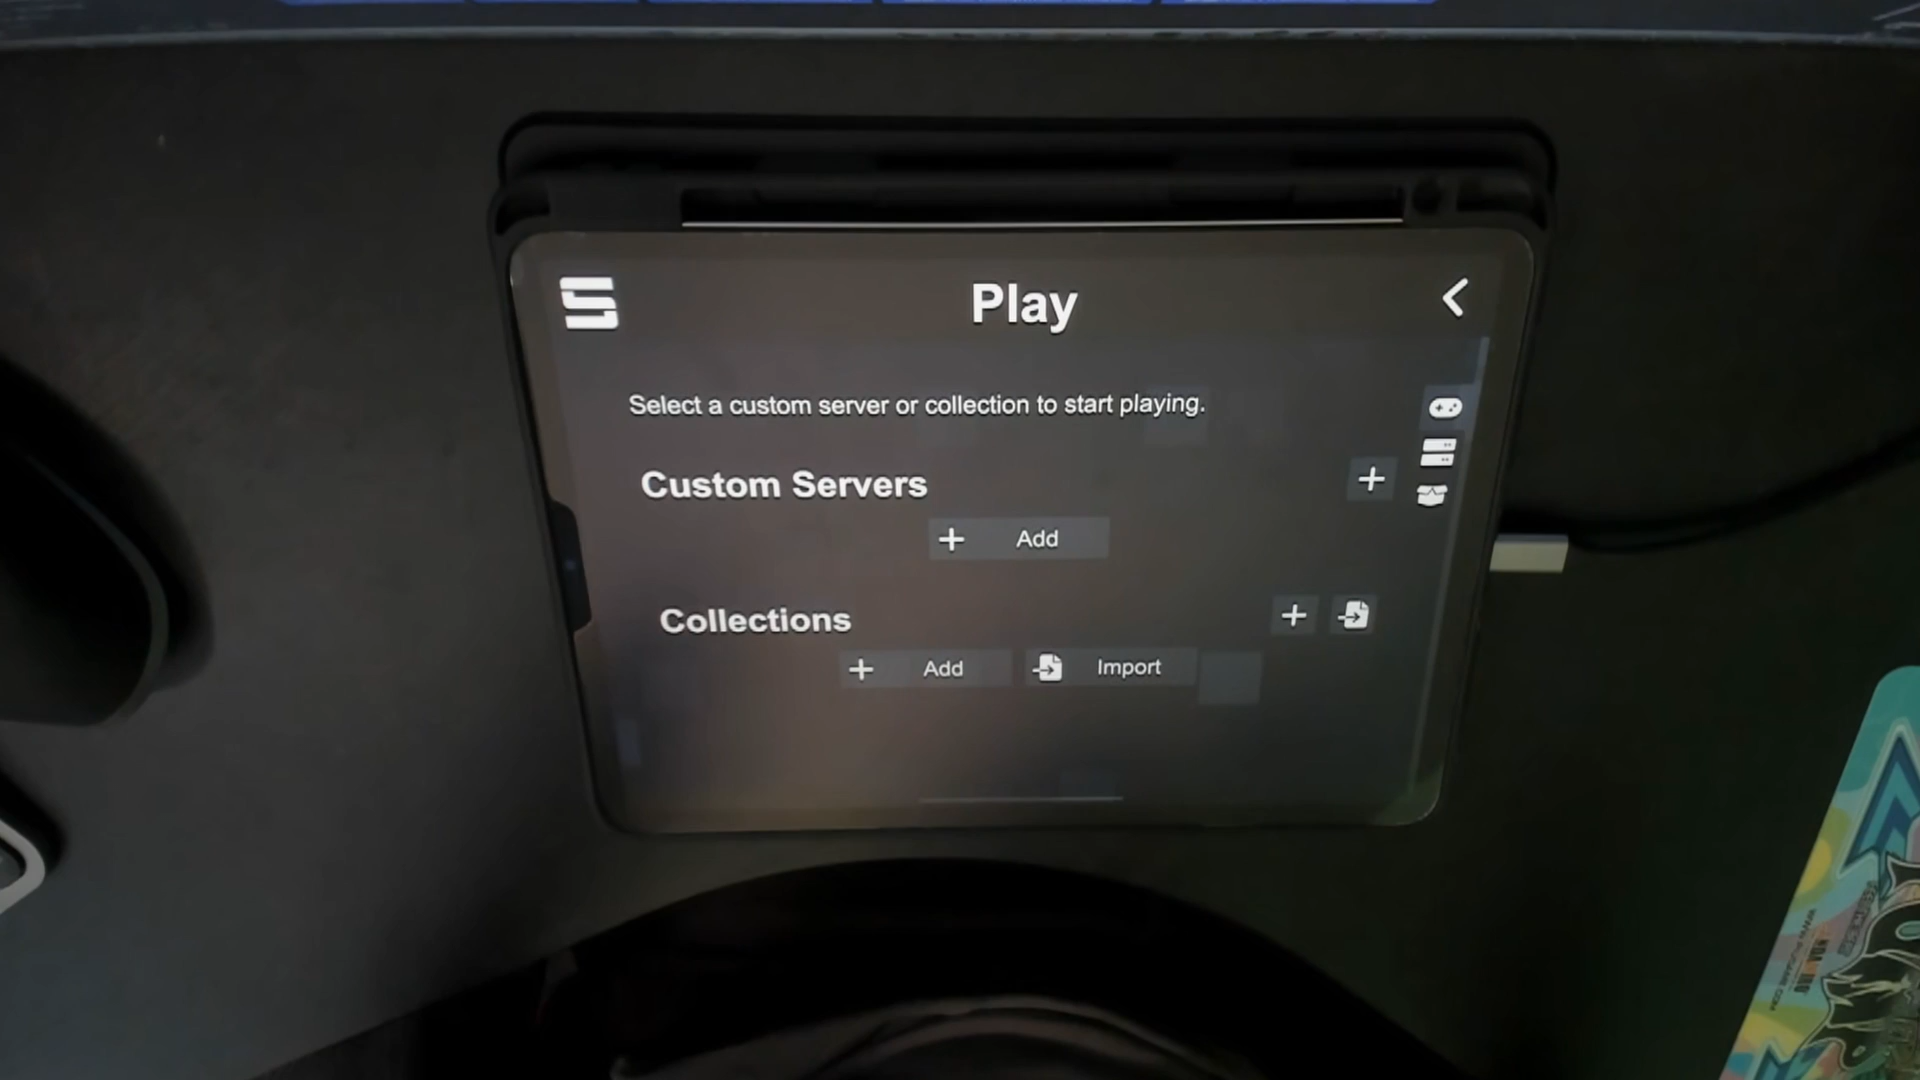 Play
Select a custom server or collection to start playing.
Custom Servers
Add
Collections
Add
Import